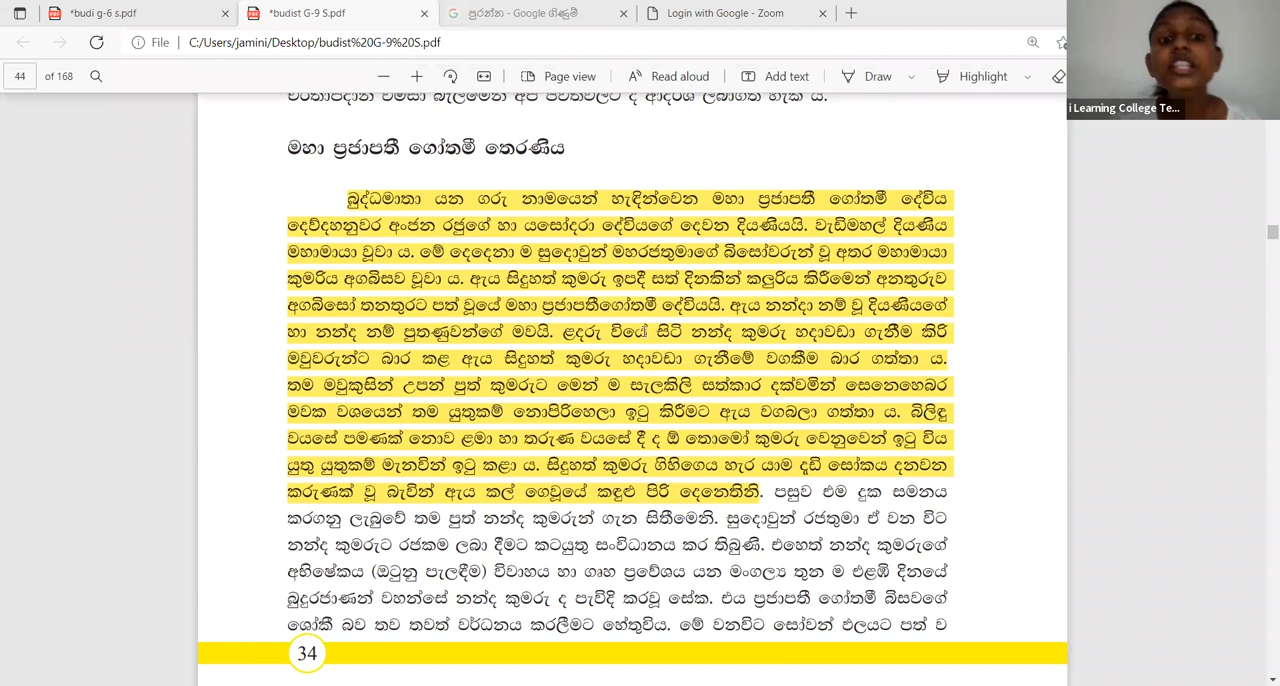 *budi g-6 s.pdf
*budist G-9 S.pdf
පුරන්න - Google ගිණුම්
Login with Google - Zoom
File C:/Users/jamini/Desktop/budist%20G-9%20S.pdf
44 of 168 Page view Read aloud Add text Draw Highlight
i Learning College Te...
චරිතාපදාන විමසා බැලීමෙන් අප පවිතවලට ද ආදර්ශ ලබාගත හැකි ය.
මහා ප්‍රජාපතී ගෝතමී තෙරණිය
බුද්ධමාතා යන ගරු නාමයෙන් හැඳින්වෙන මහා ප්‍රජාපතී ගෝතමී දේවිය
දෙව්දහනුවර අංජන රජුගේ හා යසෝදරා දේවියගේ දෙවන දියණියයි. වැඩිමහල් දියණිය
මහාමායා වූවා ය. මේ දෙදෙනා ම සුදොවුන් මහරජතුමාගේ බිසෝවරුන් වූ අතර මහාමායා
කුමරිය අගබිසව වූවා ය. ඇය සිදුහත් කුමරු ඉපදී සත් දිනකින් කලුරිය කිරීමෙන් අනතුරුව
අගබිසෝ තනතුරට පත් වූයේ මහා ප්‍රජාපතීගෝතමී දේවියයි. ඇය නන්දා නම් වූ දියණියගේ
හා නන්ද නම් පුතණුවන්ගේ මවයි. ළදරු වියේ සිටි නන්ද කුමරු හදාවඩා ගැනීම කිරි
මවුවරුන්ට බාර කළ ඇය සිදුහත් කුමරු හදාවඩා ගැනීමේ වගකීම බාර ගත්තා ය.
තම මවුකුසින් උපන් පුත් කුමරුට මෙන් ම සැලකිලි සත්කාර දක්වමින් සෙනෙහෙබර
මවක වශයෙන් තම යුතුකම් නොපිරිහෙලා ඉටු කිරීමට ඇය වගබලා ගත්තා ය. බිලිඳු
වයසේ පමණක් නොව ළමා හා තරුණ වයසේ දී ද ඕ තොමෝ කුමරු වෙනුවෙන් ඉටු විය
යුතු යුතුකම් මැනවින් ඉටු කළා ය. සිදුහත් කුමරු ගිහිගෙය හැර යාම දැඩි සෝකය දනවන
කරුණක් වූ බැවින් ඇය කල් ගෙවූයේ කඳුළු පිරි දෙනෙතිනි. පසුව එම දුක සමනය
කරගනු ලැබුවේ තම පුත් නන්ද කුමරුන් ගැන සිතීමෙනි. සුදොවුන් රජතුමා ඒ වන විට
නන්ද කුමරුට රජකම ලබා දීමට කටයුතු සංවිධානය කර තිබුණි. එහෙත් නන්ද කුමරුගේ
අභිෂේකය (ඔටුනු පැලඳීම) විවාහය හා ගෘහ ප්‍රවේශය යන මංගල්‍ය තුන ම එළඹි දිනයේ
බුදුරජාණන් වහන්සේ නන්ද කුමරු ද පැවිදි කරවූ සේක. එය ප්‍රජාපතී ගෝතමී බිසවගේ
ශෝකී බව තව තවත් වර්ධනය කරලීමට හේතුවිය. මේ වනවිට සෝවන් ඵලයට පත් ව
34